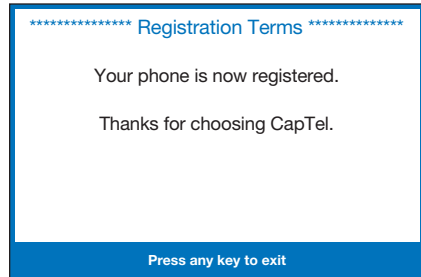 *************** Registration Terms **************
Your phone is now registered.
Thanks for choosing CapTel.
Press any key to exit